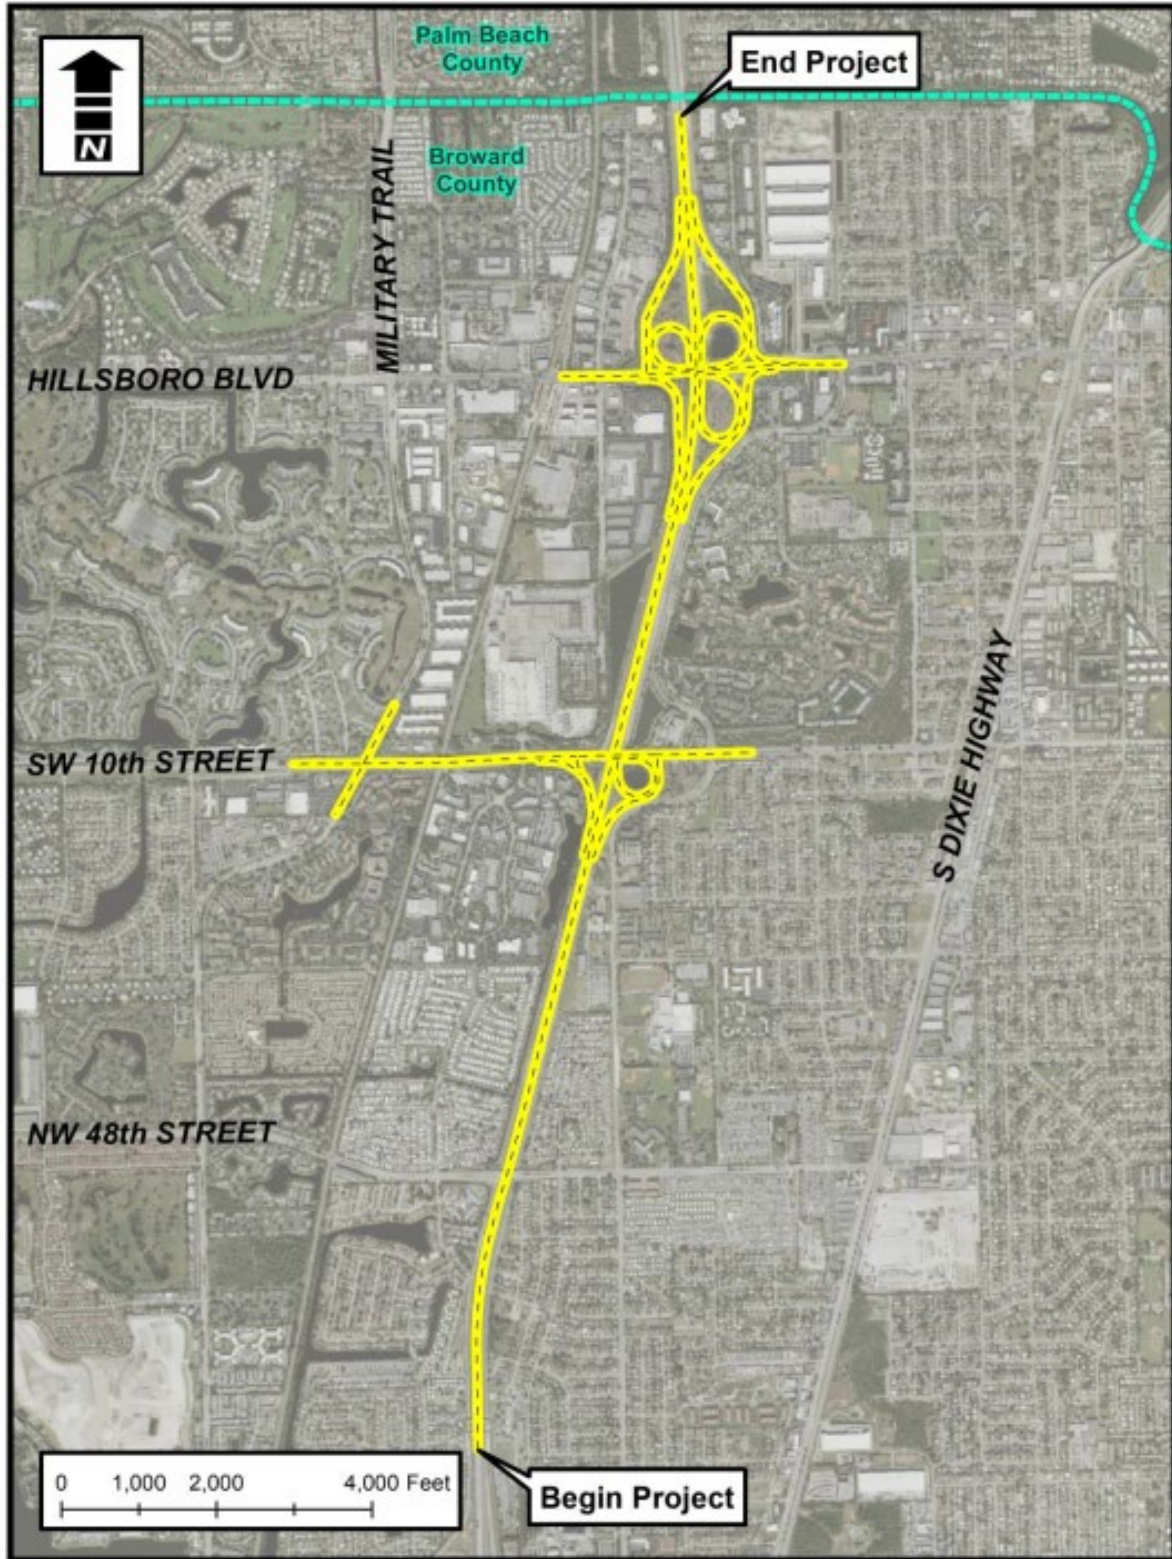 Palm Beach
County
End Project
N
Broward
County
MILITARY TRAIL
HILLSBORO BLVD
SW 10th STREET
S DIXIE HIGHWAY
NW 48th STREET
0 1,000 2,000 4,000 Feet
Begin Project